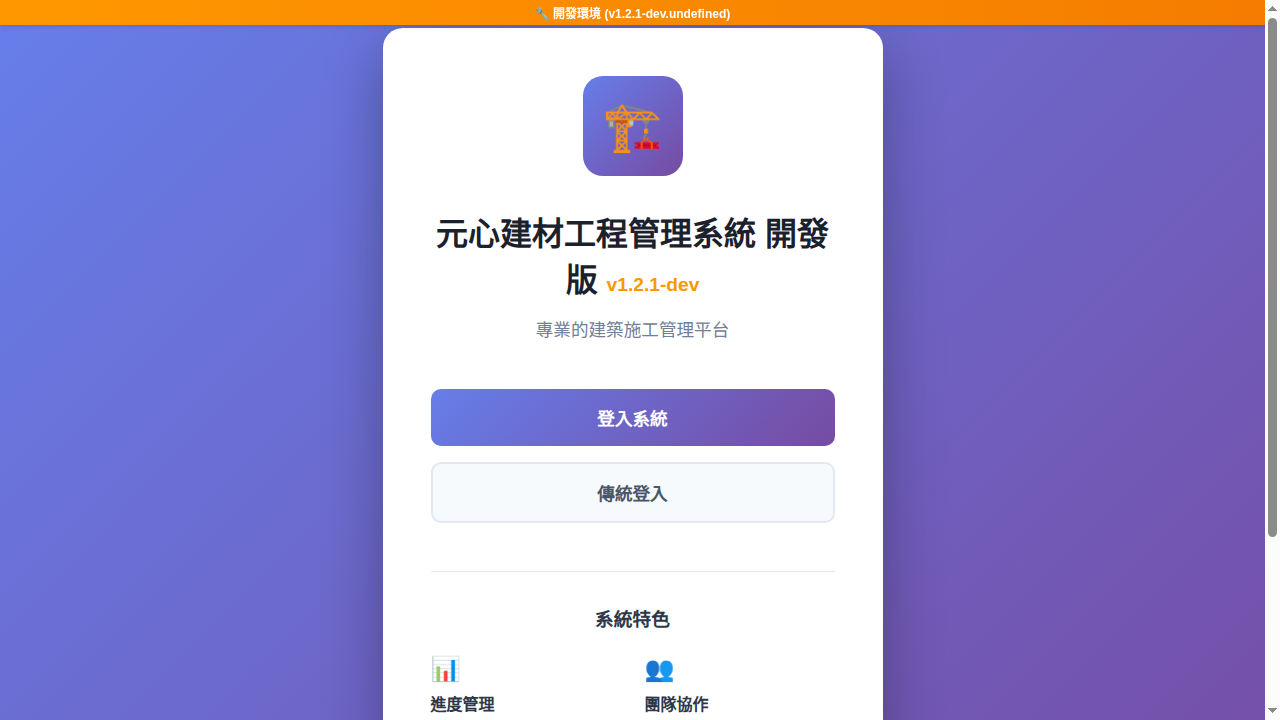 開發環境 (v1.2.1-dev.undefined)
元心建材工程管理系統 開發
版 v1.2.1-dev
專業的建築施工管理平台
登入系統
傳統登入
系統特色
進度管理
團隊協作